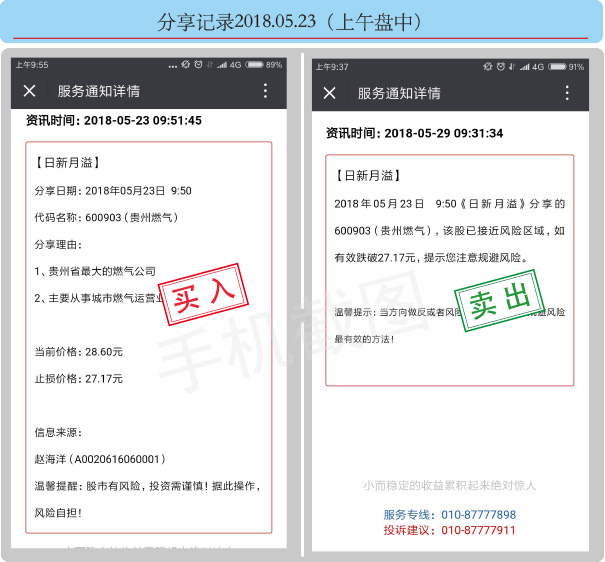 分享记录2018.05.23（上午盘中）
上午9:55
4G
89%
服务通知详情
资讯时间: 2018-05-23 09:51:45
【日新月溢】
分享日期: 2018年05月23日 9:50
代码名称: 600903 (贵州燃气)
分享理由:
1、贵州省最大的燃气公司
2、主要从事城市燃气运营业
买入
当前价格: 28.60元
止损价格: 27.17元
信息来源:
赵海洋 (A0020616060001)
温馨提醒: 股市有风险, 投资需谨慎! 据此操作,
风险自担!
上午9:37
4G
91%
服务通知详情
资讯时间: 2018-05-29 09:31:34
【日新月溢】
2018年05月23日 9:50《日新月溢》分享的
600903 (贵州燃气), 该股已接近风险区域, 如
有效跌破27.17元, 提示您注意规避风险。
卖出
温馨提示: 当方向做反或者风险
避风险
最有效的方法!
小而稳定的收益累积起来绝对惊人
服务专线: 010-87777898
投诉建议: 010-87777911
手机截图